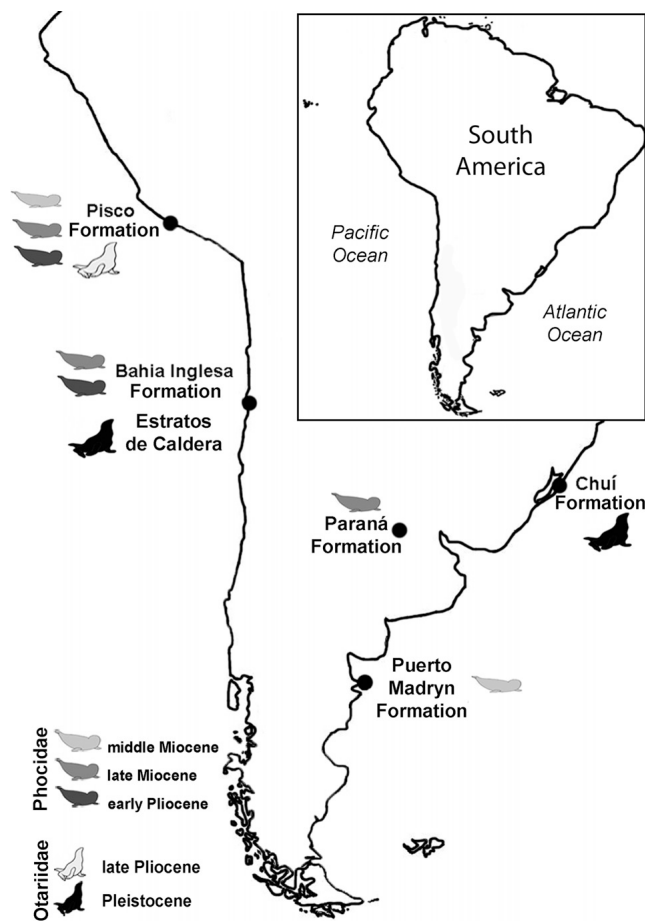 South
America
Pacific
Ocean
Atlantic
Ocean
Pisco
Formation
Bahia Inglesa
Formation
Estratos
de Caldera
Chuí
Formation
Paraná
Formation
Puerto
Madryn
Formation
Phocidae
middle Miocene
late Miocene
early Pliocene
Otariidae
late Pliocene
Pleistocene